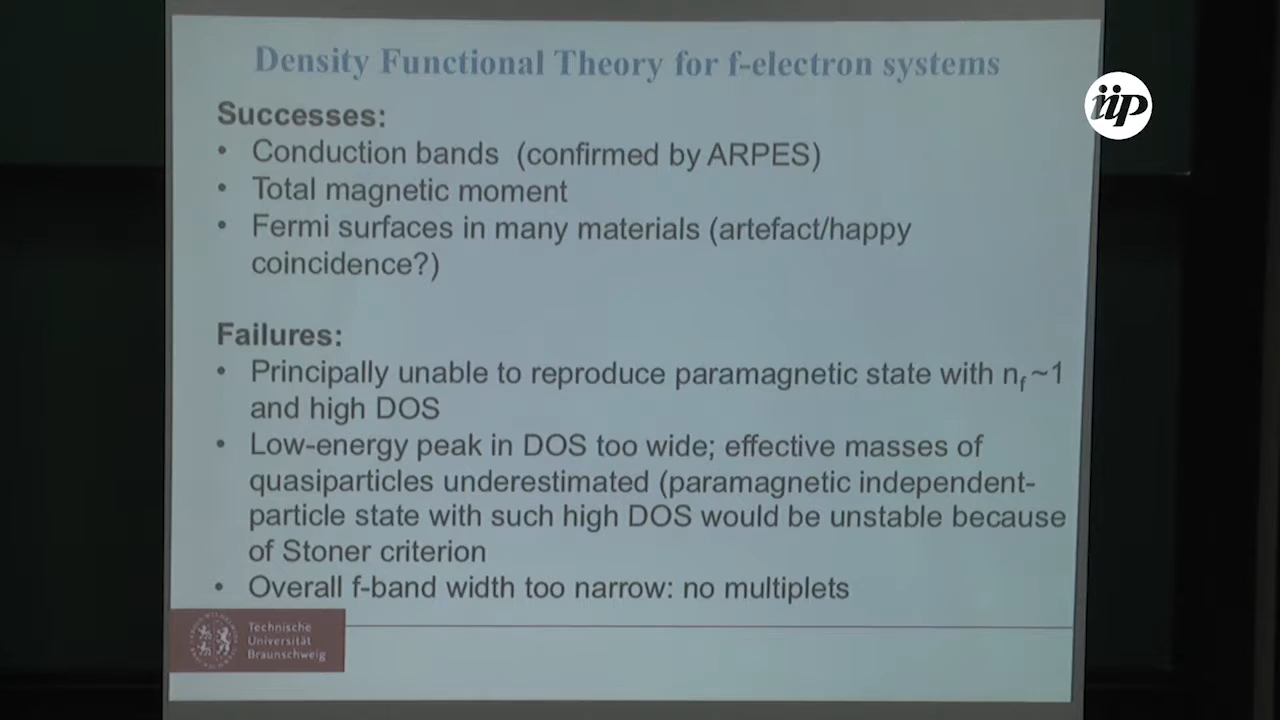 Density Functional Theory for f-electron systems
iip
Successes:
• Conduction bands (confirmed by ARPES)
• Total magnetic moment
• Fermi surfaces in many materials (artefact/happy
coincidence?)
Failures:
• Principally unable to reproduce paramagnetic state with nf ~1
and high DOS
• Low-energy peak in DOS too wide; effective masses of
quasiparticles underestimated (paramagnetic independent-
particle state with such high DOS would be unstable because
of Stoner criterion
• Overall f-band width too narrow: no multiplets
Technische
Universität
Braunschweig